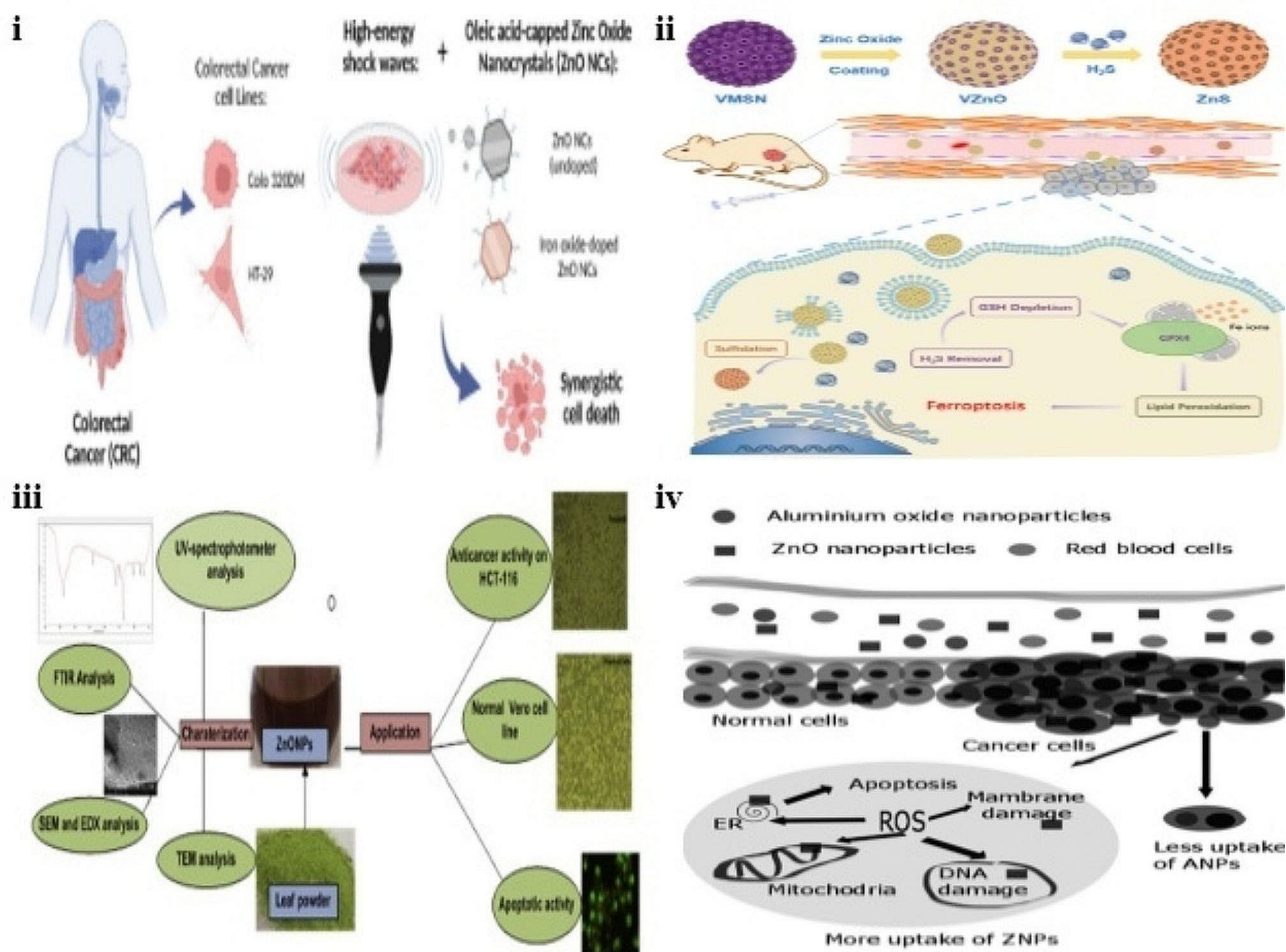 i
High-energy
shock waves:
+
Oleic acid-capped Zinc Oxide
Nanocrystals (ZnO NCs):
Colorectal Cancer
cell Lines:
ZnO NCs
(undoped)
Colo 320DM
Iron oxide-doped
ZnO NCs
HT-29
Synergistic
cell death
Colorectal
Cancer (CRC)
ii
Zinc Oxide
Coating
H₂S
VMSN
VZnO
ZnS
GSH Depletion
Fe ions
GPX4
Sulfidation
H₂S Removal
Ferroptosis
Lipid Peroxidation
iii
UV-spectrophotometer
analysis
Anticancer activity on
HCT-116
FTIR Analysis
Normal Vero cell
line
Charaterization
ZnONPs
Application
SEM and EDX analysis
TEM analysis
Leaf powder
Apoptotic activity
iv
Aluminium oxide nanoparticles
ZnO nanoparticles
Red blood cells
Normal cells
Cancer cells
Apoptosis
Mambrane
damage
ER
ROS
Less uptake
of ANPs
Mitochodria
DNA
damage
More uptake of ZNPs